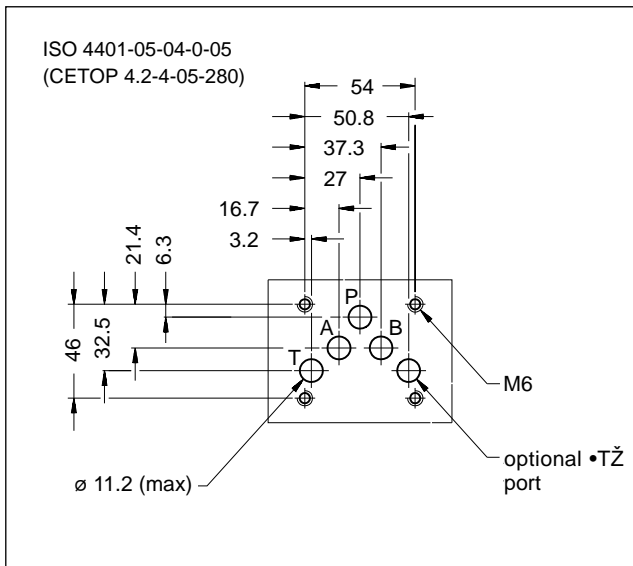 ISO 4401-05-04-0-05
(CETOP 4.2-4-05-280)
54
50.8
37.3
27
16.7
3.2
21.4
6.3
46
32.5
P
A
B
T
M6
ø 11.2 (max)
optional •TŽ
port